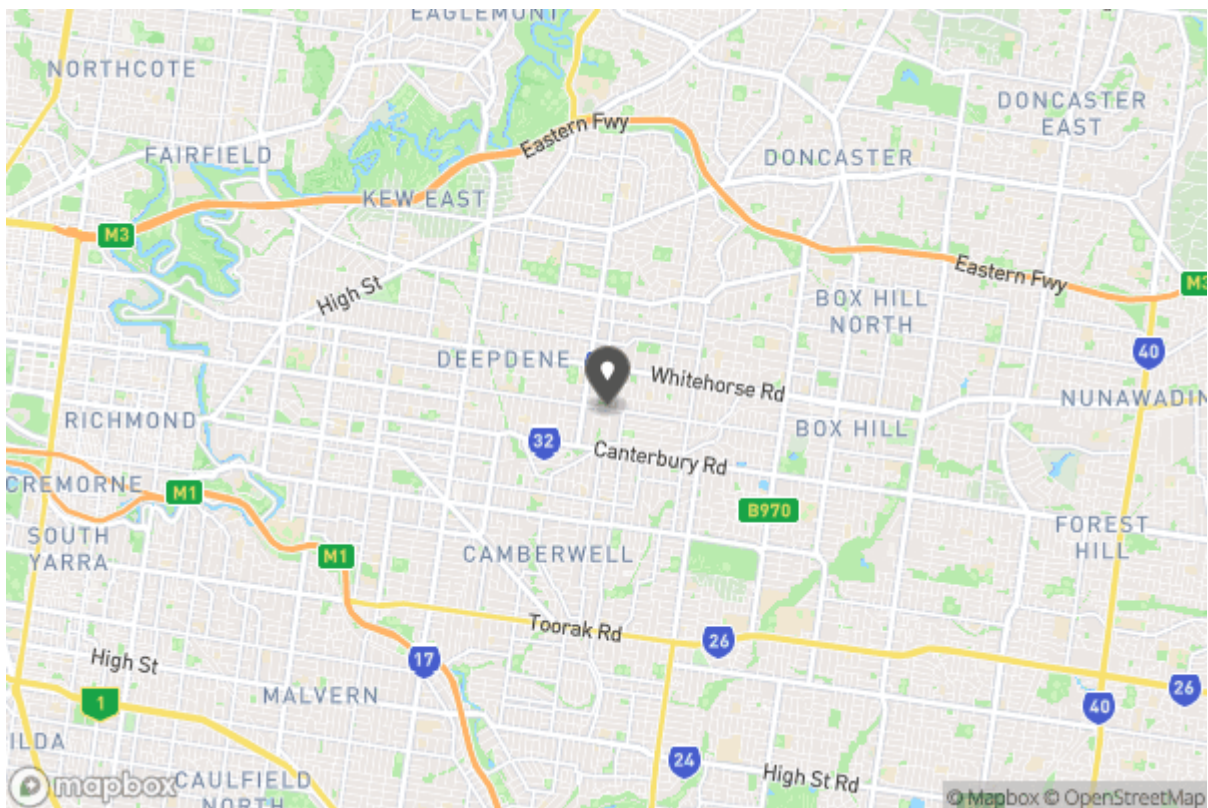 EAGLEMONT
NORTHCOTE
DONCASTER
EAST
Eastern Fwy
FAIRFIELD
DONCASTER
KEW EAST
M3
Eastern Fwy
M3
High St
BOX HILL
NORTH
40
DEEPDENE
Whitehorse Rd
NUNAWADIN
RICHMOND
BOX HILL
32
Canterbury Rd
CREMORNE
M1
B970
SOUTH
YARRA
FOREST
HILL
M1
CAMBERWELL
Toorak Rd
26
High St
17
26
MALVERN
1
40
ILDA
24
CAULFIELD
NORTH
High St Rd
mapbox
© Mapbox © OpenStreetMap